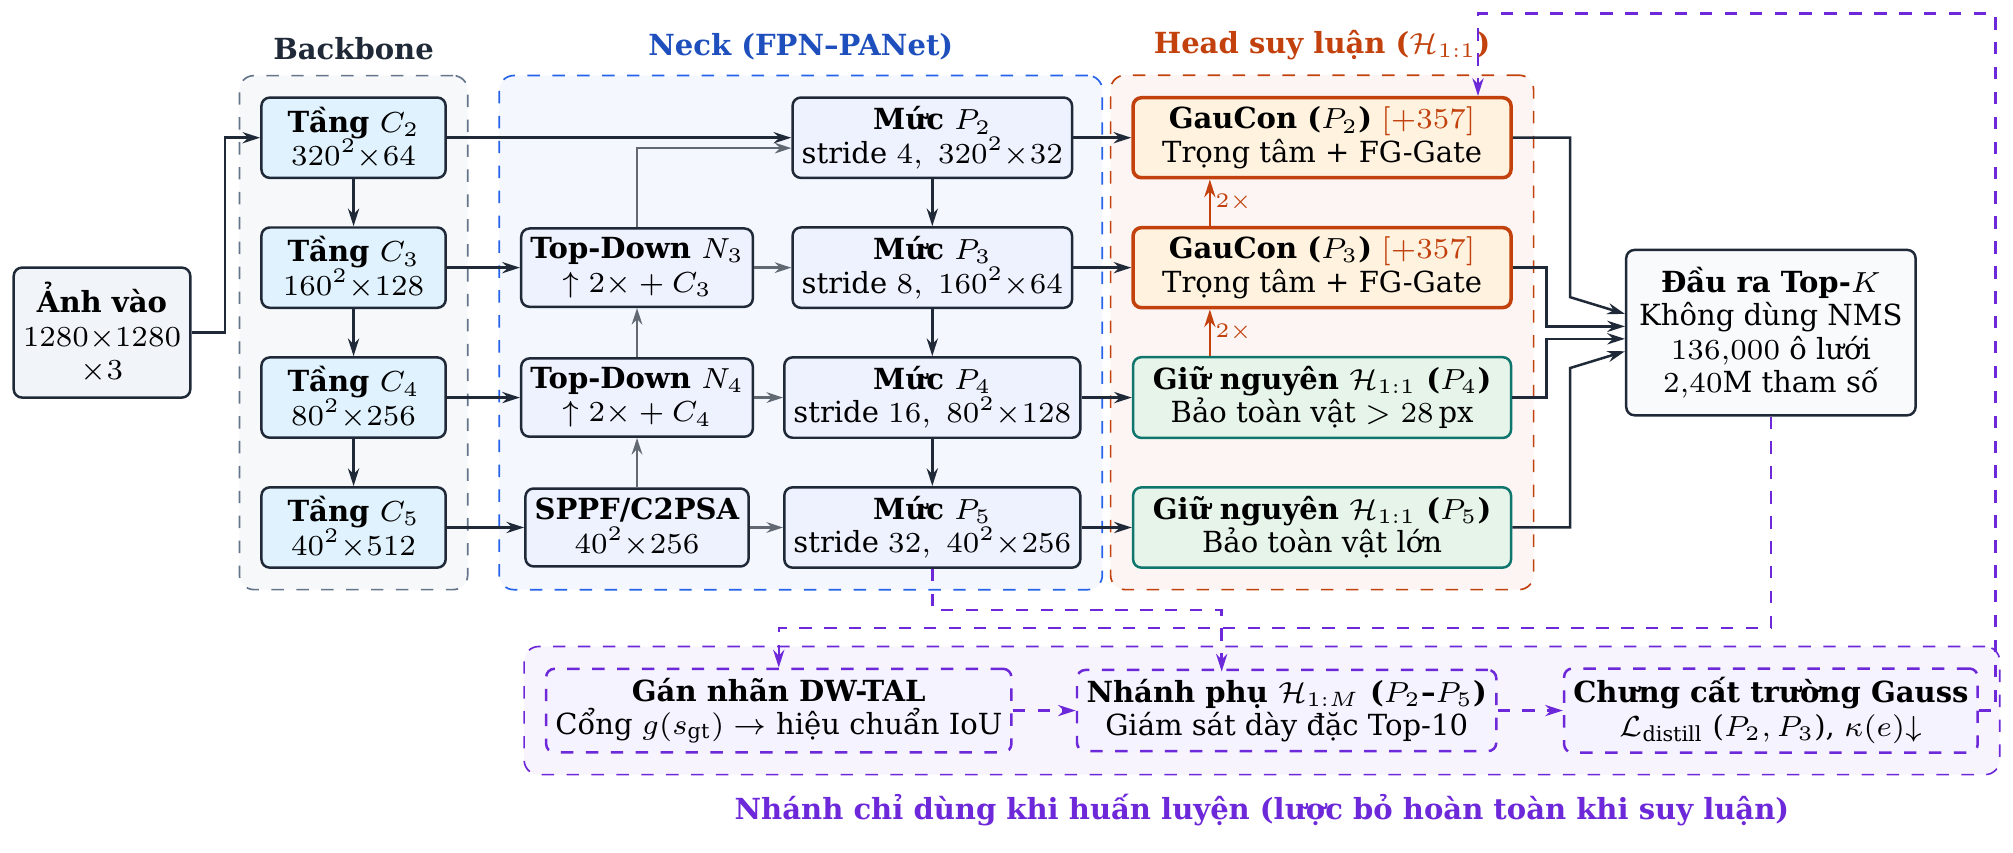 Backbone
Neck (FPN–PANet)
Head suy luận (ℋ₁:₁)
Ảnh vào
1280×1280
×3
Tầng C₂
320²×64
Tầng C₃
160²×128
Tầng C₄
80²×256
Tầng C₅
40²×512
Top-Down N₃
↑ 2× + C₃
Top-Down N₄
↑ 2× + C₄
SPPF/C2PSA
40²×256
Mức P₂
stride 4, 320²×32
Mức P₃
stride 8, 160²×64
Mức P₄
stride 16, 80²×128
Mức P₅
stride 32, 40²×256
GauCon (P₂) [+357]
Trọng tâm + FG-Gate
2×
GauCon (P₃) [+357]
Trọng tâm + FG-Gate
2×
Giữ nguyên ℋ₁:₁ (P₄)
Bảo toàn vật > 28 px
Giữ nguyên ℋ₁:₁ (P₅)
Bảo toàn vật lớn
Đầu ra Top-K
Không dùng NMS
136,000 ô lưới
2,40M tham số
Gán nhãn DW-TAL
Cổng g(s_gt) → hiệu chuẩn IoU
Nhánh phụ ℋ₁:M (P₂–P₅)
Giám sát dày đặc Top-10
Chưng cất trường Gauss
ℒ_distill (P₂, P₃), κ(e)↓
Nhánh chỉ dùng khi huấn luyện (lược bỏ hoàn toàn khi suy luận)